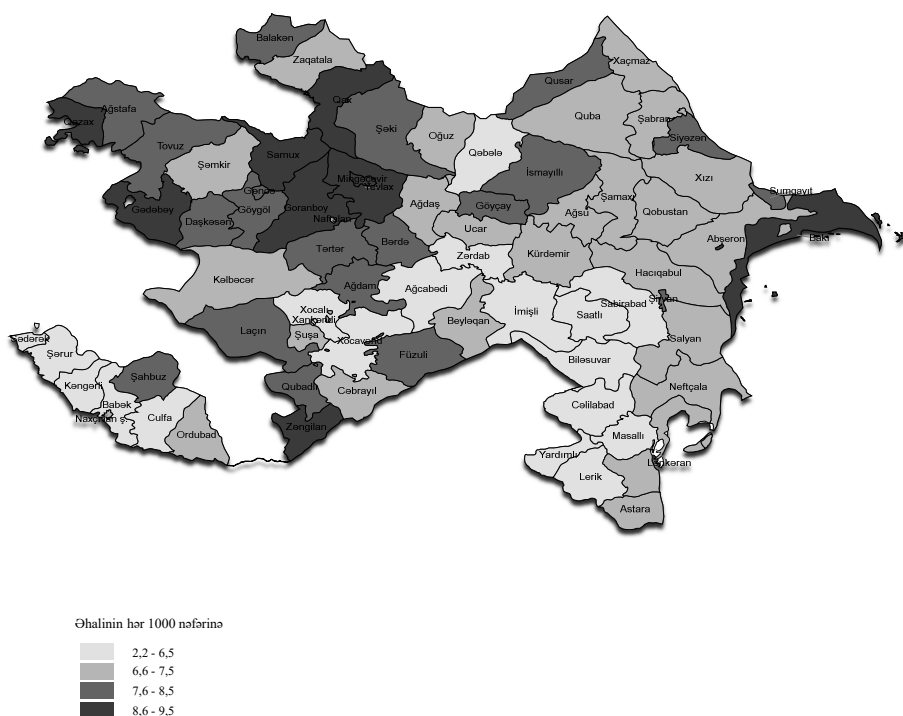 Balakən
Zaqatala
Xaçmaz
Qusar
Qax
Ağstafa
Qazax
Quba
Şabran
Şəki
Oğuz
Siyəzən
Tovuz
Qəbələ
Samux
Şəmkir
İsmayıllı
Xızı
Mingəçevir
Yevlax
Gəncə
Sumqayıt
Şamaxı
Ağdaş
Göyçay
Gədəbəy
Göygöl
Goranboy
Qobustan
Ağsu
Naftalan
Daşkəsən
Ucar
Abşeron
Bakı
Bərdə
Tərtər
Zərdab
Kürdəmir
Hacıqabul
Kəlbəcər
Ağdam
Ağcabədi
Şirvan
Sabirabad
Xocalı
İmişli
Saatlı
Xankəndi
Beyləqan
Laçın
Şuşa
Xocavənd
Salyan
Sədərək
Şərur
Füzuli
Biləsuvar
Şahbuz
Kəngərli
Qubadlı
Cəbrayıl
Neftçala
Babək
Cəlilabad
Naxçıvan ş.
Culfa
Zəngilan
Ordubad
Masallı
Yardımlı
Lənkəran
Lerik
Astara
Əhalinin hər 1000 nəfərinə
2,2 - 6,5
6,6 - 7,5
7,6 - 8,5
8,6 - 9,5